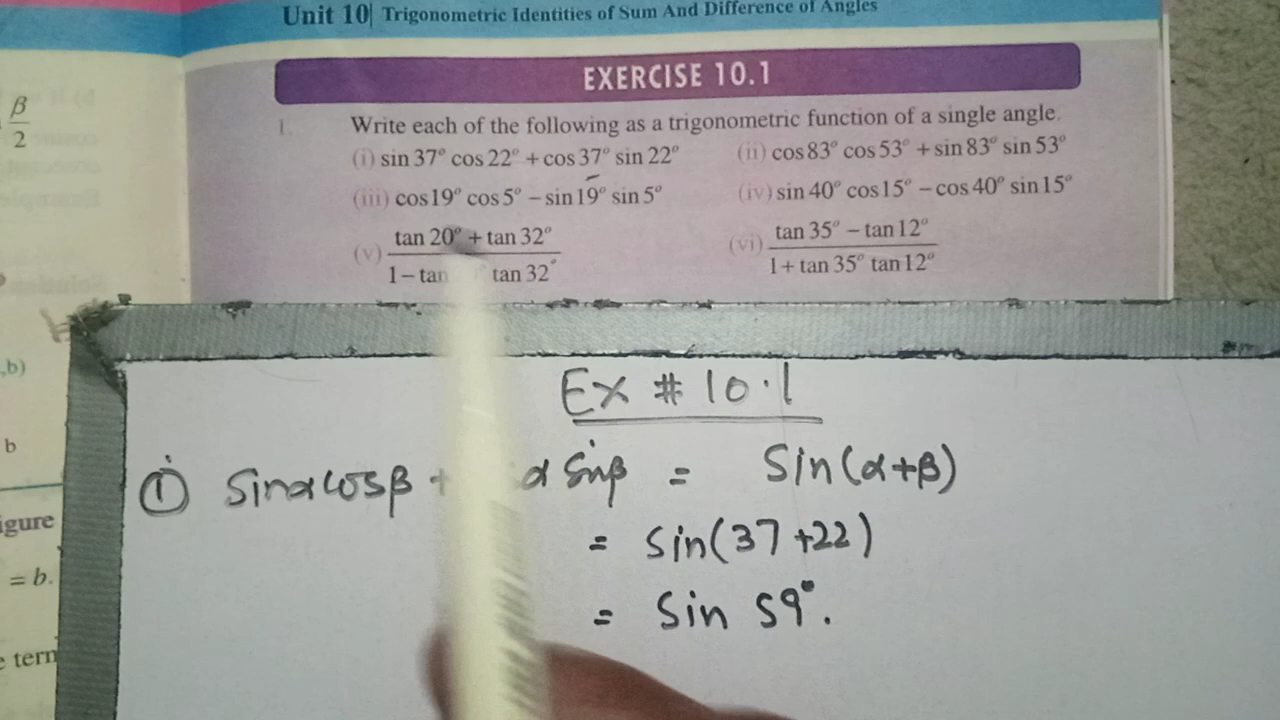 Unit 10| Trigonometric Identities of Sum And Difference of Angles
EXERCISE 10.1
β/2
1. Write each of the following as a trigonometric function of a single angle.
(i) sin 37° cos 22° + cos 37° sin 22° (ii) cos 83° cos 53° + sin 83° sin 53°
(iii) cos 19° cos 5° − sin 19° sin 5° (iv) sin 40° cos 15° − cos 40° sin 15°
(v) tan 20° + tan 32° / 1 − tan tan 32° (vi) tan 35° − tan 12° / 1 + tan 35° tan 12°
,b)
b
igure
= b.
e tern
Ex # 10.1
(i) Sinα cosβ + α Sinβ = Sin(α+β)
= Sin(37+22)
= Sin 59°.